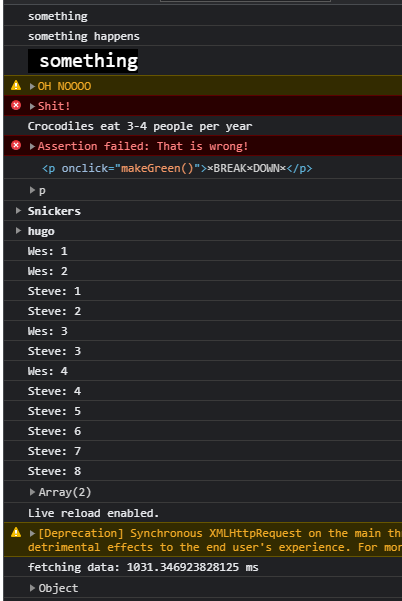 something
something happens
something
OH NOOOO
Shit!
Crocodiles eat 3-4 people per year
Assertion failed: That is wrong!
<p onclick="makeGreen()">×BREAK×DOWN×</p>
p
Snickers
hugo
Wes: 1
Wes: 2
Steve: 1
Steve: 2
Wes: 3
Steve: 3
Wes: 4
Steve: 4
Steve: 5
Steve: 6
Steve: 7
Steve: 8
Array(2)
Live reload enabled.
[Deprecation] Synchronous XMLHttpRequest on the main th
detrimental effects to the end user's experience. For mor
fetching data: 1031.346923828125 ms
Object